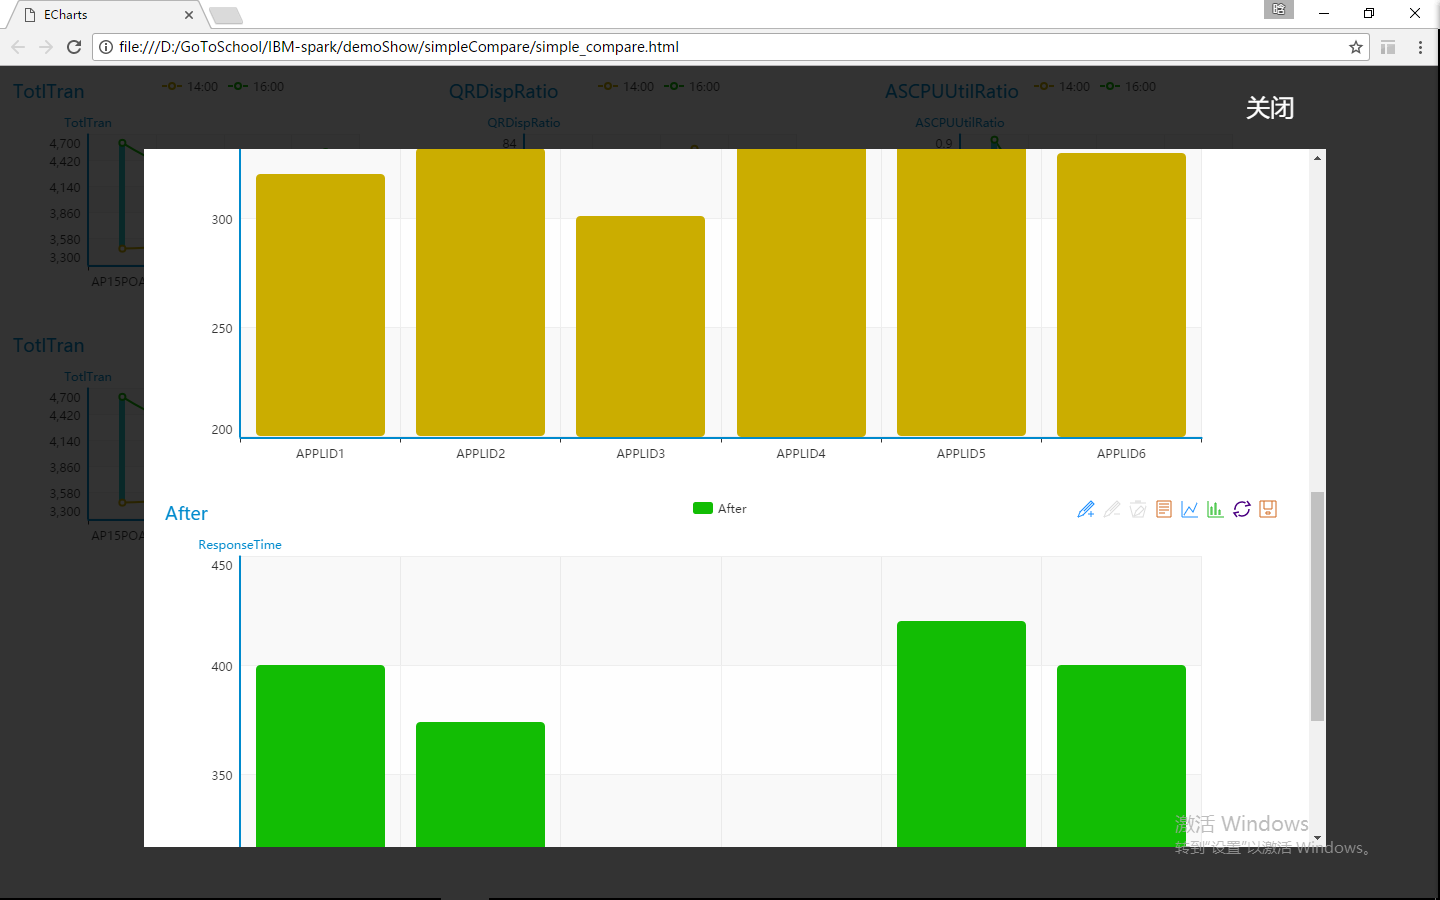 ECharts
哈
file:///D:/GoToSchool/IBM-spark/demoShow/simpleCompare/simple_compare.html
TotlTran 14:00 16:00 QRDispRatio 14:00 16:00 ASCPUUtilRatio 14:00 16:00
关闭
TotlTran QRDispRatio ASCPUUtilRatio
4,700 84 0.9
4,420
4,140
3,860
3,580
3,300
AP15POA
TotlTran
TotlTran
4,700
4,420
4,140
3,860
3,580
3,300
AP15POA
300
250
200
APPLID1 APPLID2 APPLID3 APPLID4 APPLID5 APPLID6
After After
ResponseTime
450
400
350
激活 Windows
转到“设置”以激活 Windows。